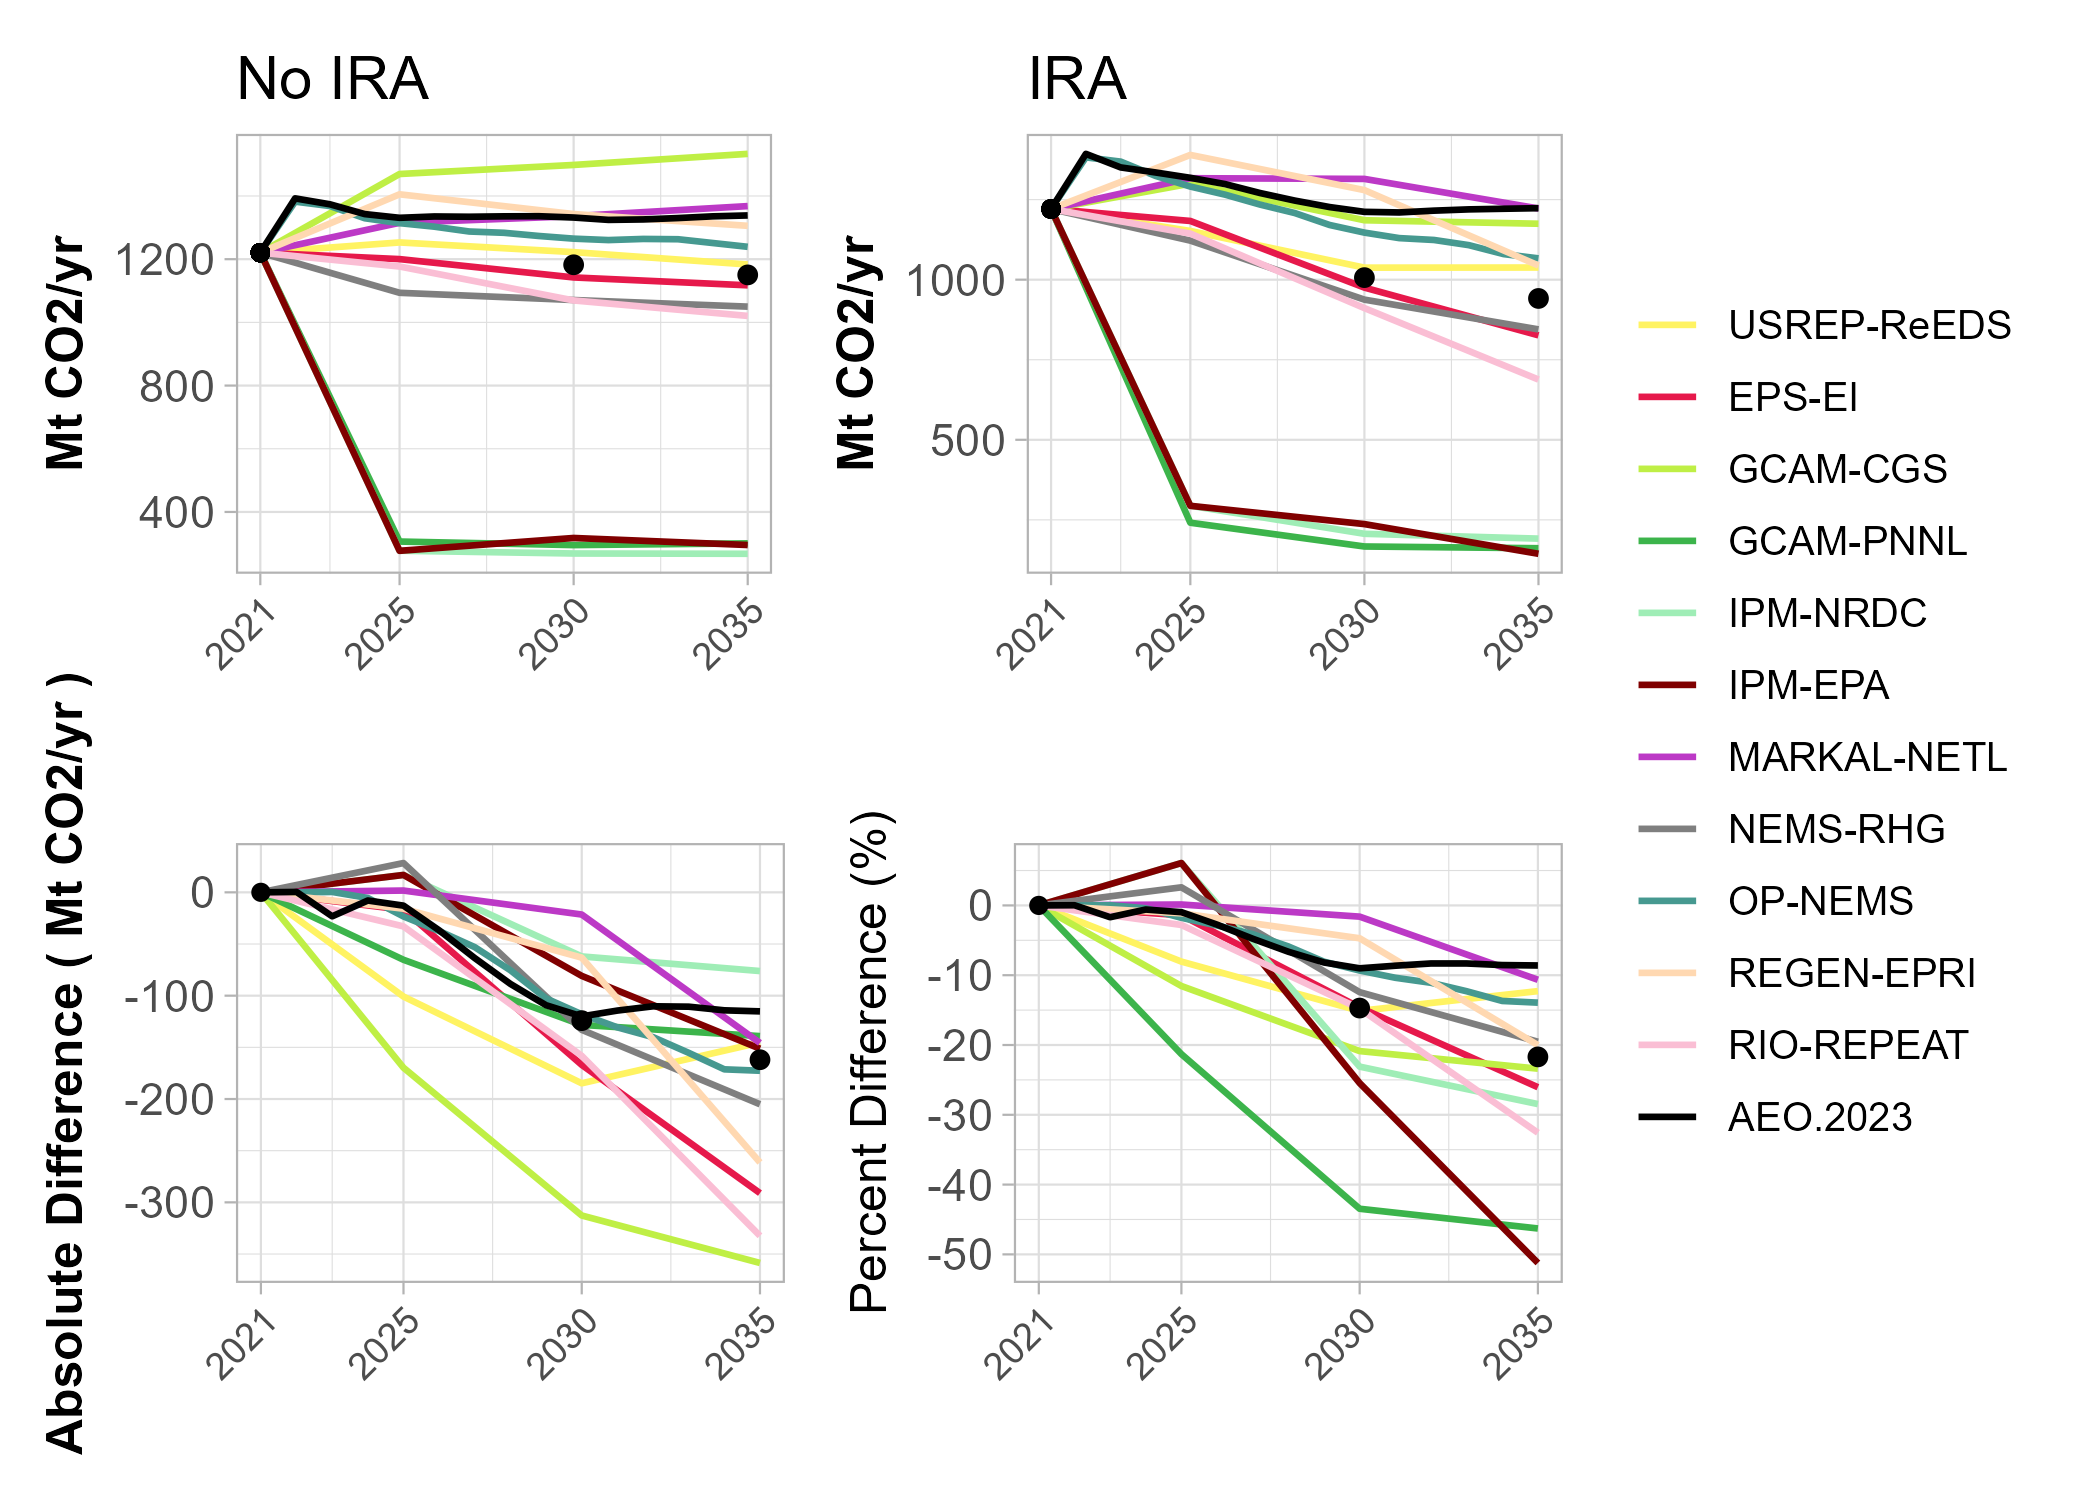 No IRA
IRA
Mt CO2/yr
1200
800
400
2021
2025
2030
2035
Mt CO2/yr
1000
500
2021
2025
2030
2035
Absolute Difference ( Mt CO2/yr )
0
-100
-200
-300
2021
2025
2030
2035
Percent Difference (%)
0
-10
-20
-30
-40
-50
2021
2025
2030
2035
USREP-ReEDS
EPS-EI
GCAM-CGS
GCAM-PNNL
IPM-NRDC
IPM-EPA
MARKAL-NETL
NEMS-RHG
OP-NEMS
REGEN-EPRI
RIO-REPEAT
AEO.2023